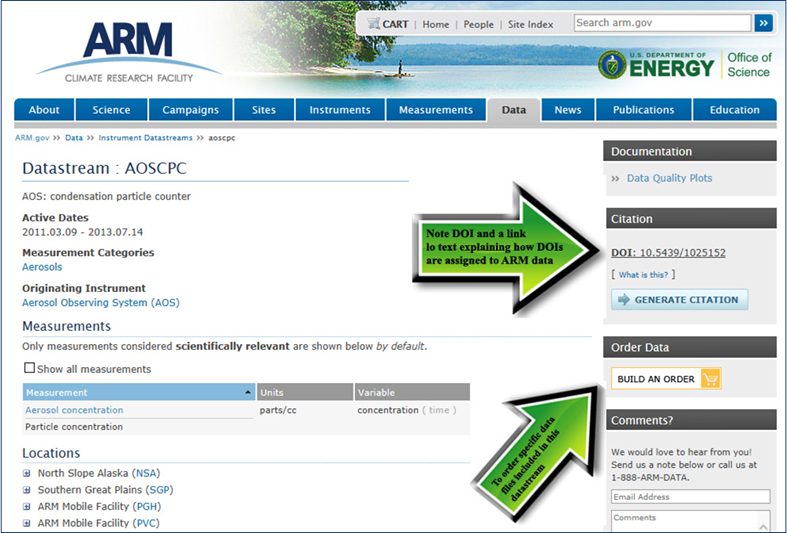 CART | Home | People | Site Index
Search arm.gov
»
ARM
CLIMATE RESEARCH FACILITY
U.S. DEPARTMENT OF
ENERGY
Office of
Science
About
Science
Campaigns
Sites
Instruments
Measurements
Data
News
Publications
Education
ARM.gov >> Data >> Instrument Datastreams >> aoscpc
Datastream : AOSCPC
AOS: condensation particle counter
Active Dates
2011.03.09 - 2013.07.14
Measurement Categories
Aerosols
Originating Instrument
Aerosol Observing System (AOS)
Measurements
Only measurements considered scientifically relevant are shown below by default.
Show all measurements
Measurement Units Variable
Aerosol concentration parts/cc concentration ( time )
Particle concentration
Locations
North Slope Alaska (NSA)
Southern Great Plains (SGP)
ARM Mobile Facility (PGH)
ARM Mobile Facility (PVC)
Note DOI and a link
lo text explaining how DOIs
are assigned to ARM data
To order specific data
files included in this
datastream
Documentation
>> Data Quality Plots
Citation
DOI: 10.5439/1025152
[ What is this? ]
GENERATE CITATION
Order Data
BUILD AN ORDER
Comments?
We would love to hear from you!
Send us a note below or call us at
1-888-ARM-DATA.
Email Address
Comments